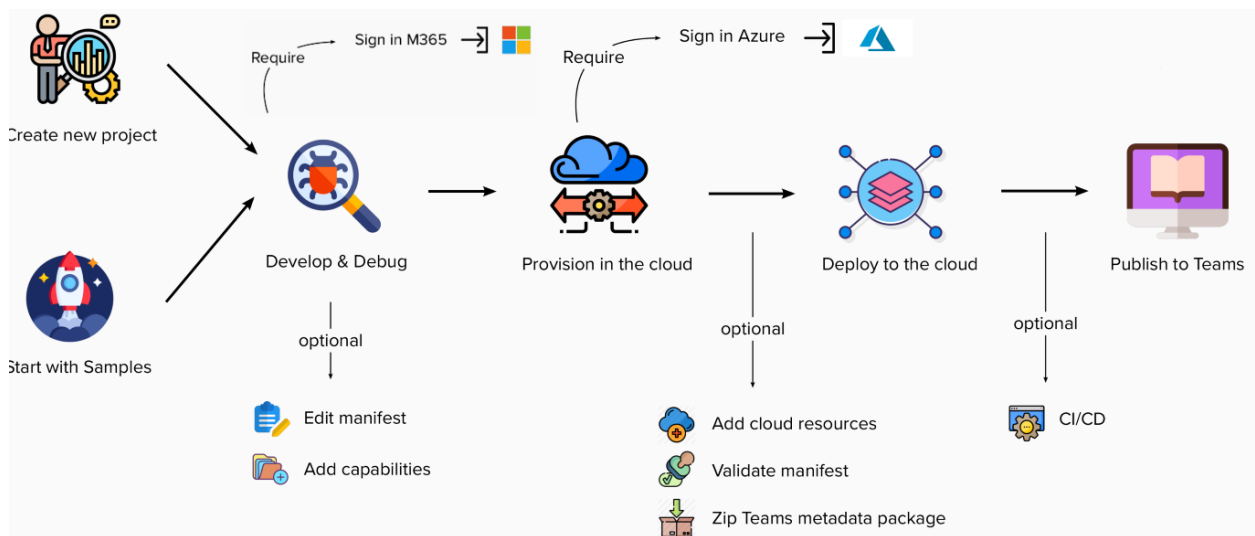 Sign in M365
Require
Sign in Azure
Require
Create new project
Develop & Debug
Provision in the cloud
Deploy to the cloud
Publish to Teams
Start with Samples
optional
Edit manifest
Add capabilities
optional
Add cloud resources
Validate manifest
Zip Teams metadata package
optional
CI/CD